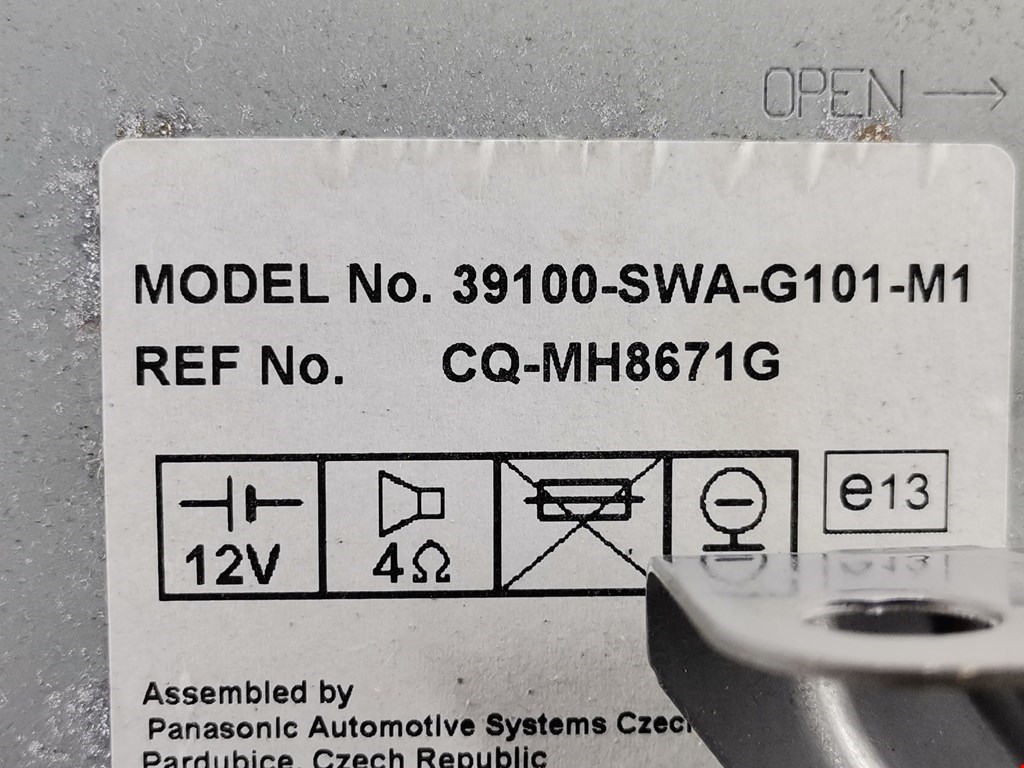 OPEN →
MODEL No. 39100-SWA-G101-M1
REF No. CQ-MH8671G
12V
4Ω
e13
Assembled by
Panasonic Automotive Systems Czech
Pardubice, Czech Republic